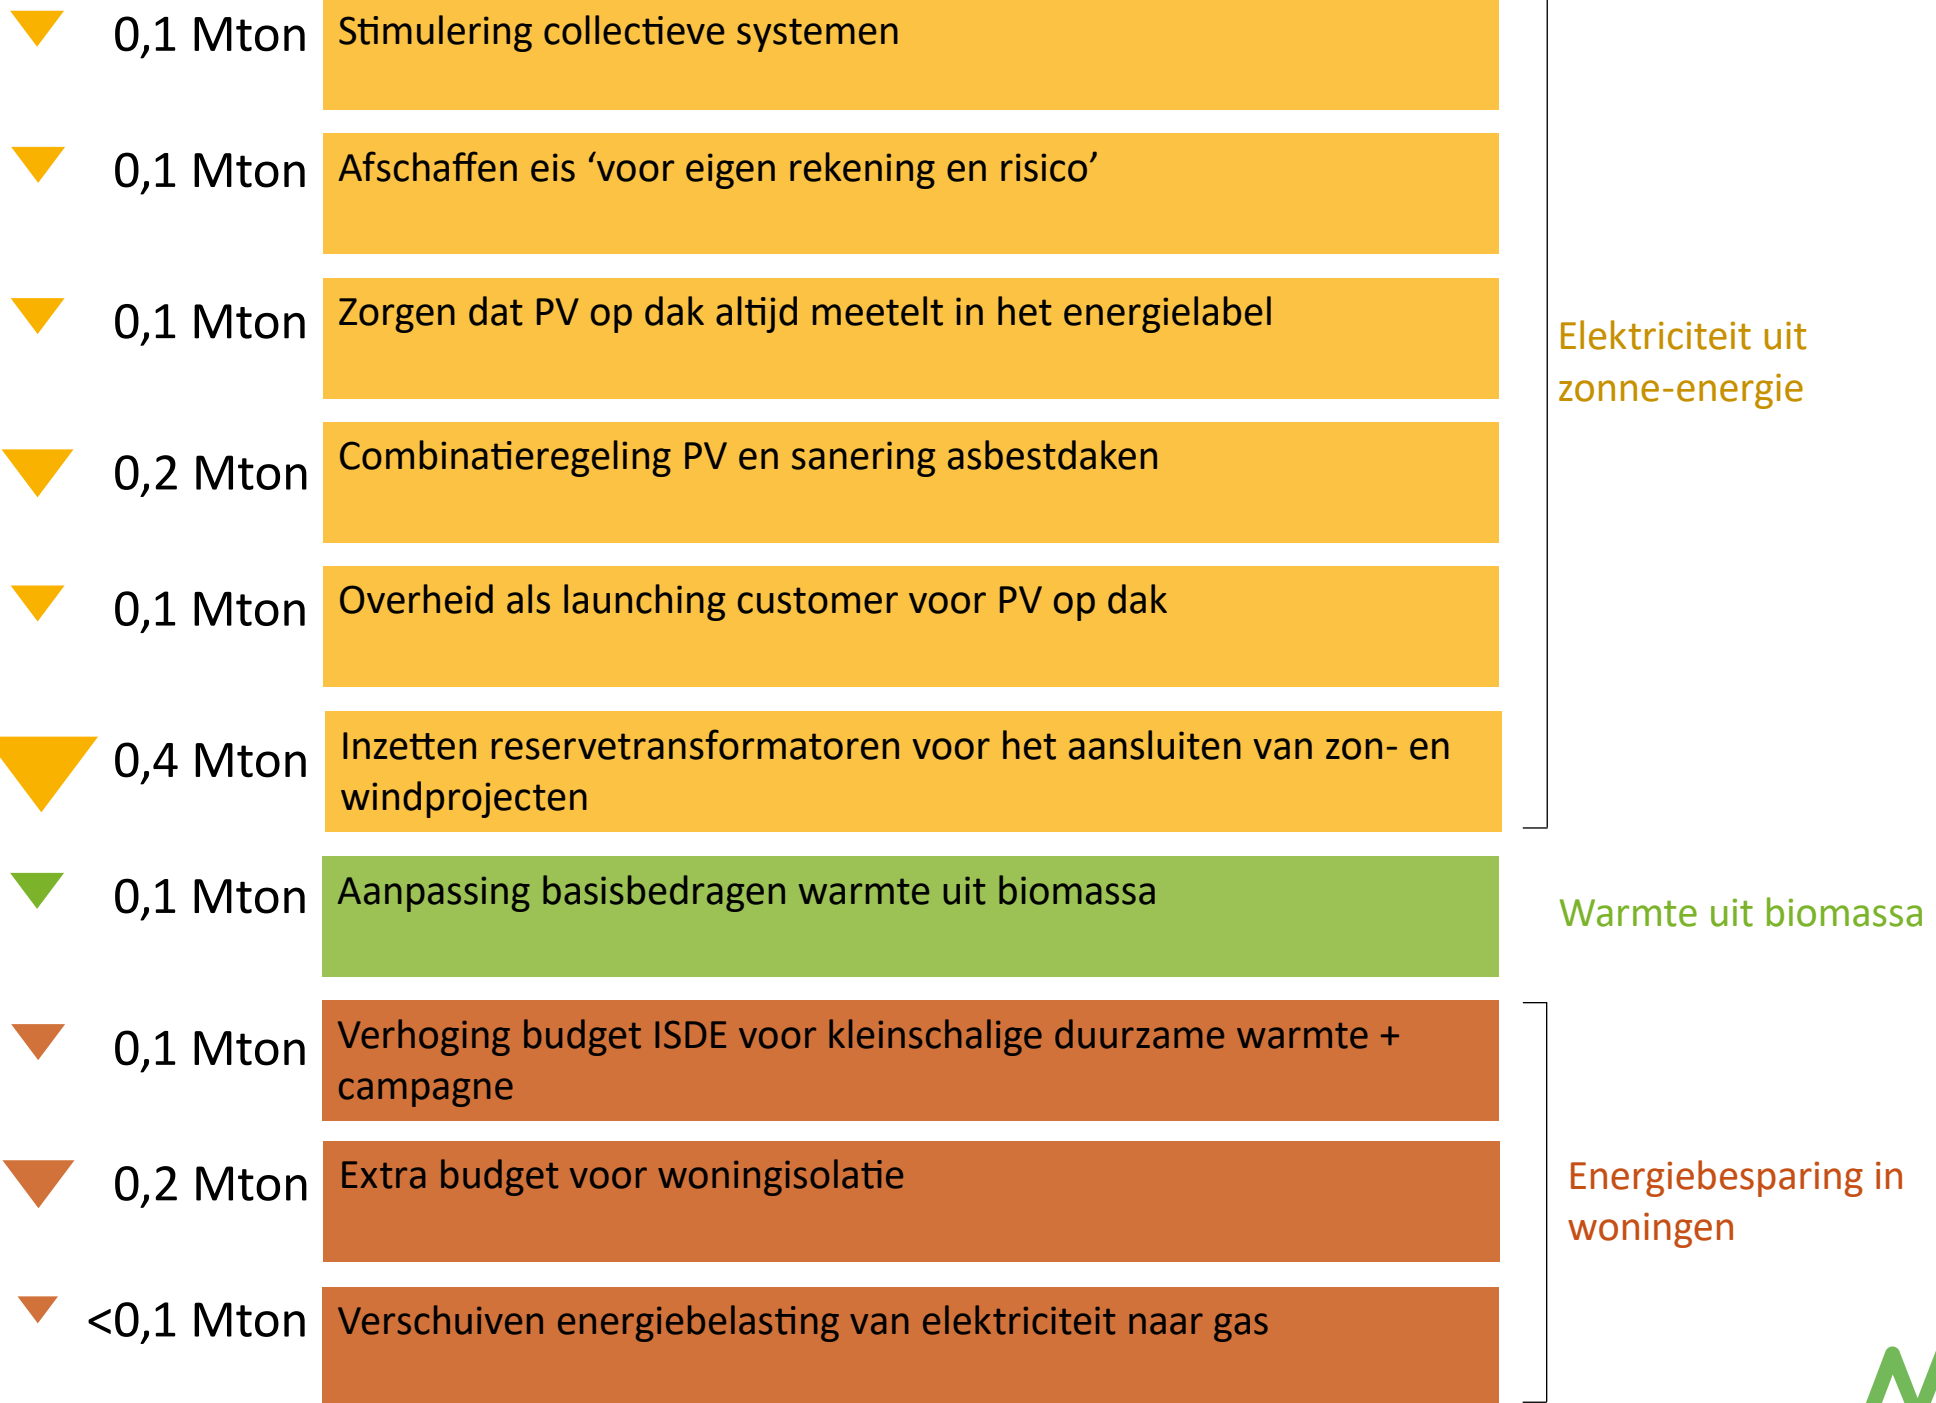 0,1 Mton
Stimulering collectieve systemen
0,1 Mton
Afschaffen eis ‘voor eigen rekening en risico’
0,1 Mton
Zorgen dat PV op dak altijd meetelt in het energielabel
0,2 Mton
Combinatieregeling PV en sanering asbestdaken
0,1 Mton
Overheid als launching customer voor PV op dak
0,4 Mton
Inzetten reservetransformatoren voor het aansluiten van zon- en
windprojecten
Elektriciteit uit
zonne-energie
0,1 Mton
Aanpassing basisbedragen warmte uit biomassa
Warmte uit biomassa
0,1 Mton
Verhoging budget ISDE voor kleinschalige duurzame warmte +
campagne
0,2 Mton
Extra budget voor woningisolatie
<0,1 Mton
Verschuiven energiebelasting van elektriciteit naar gas
Energiebesparing in
woningen